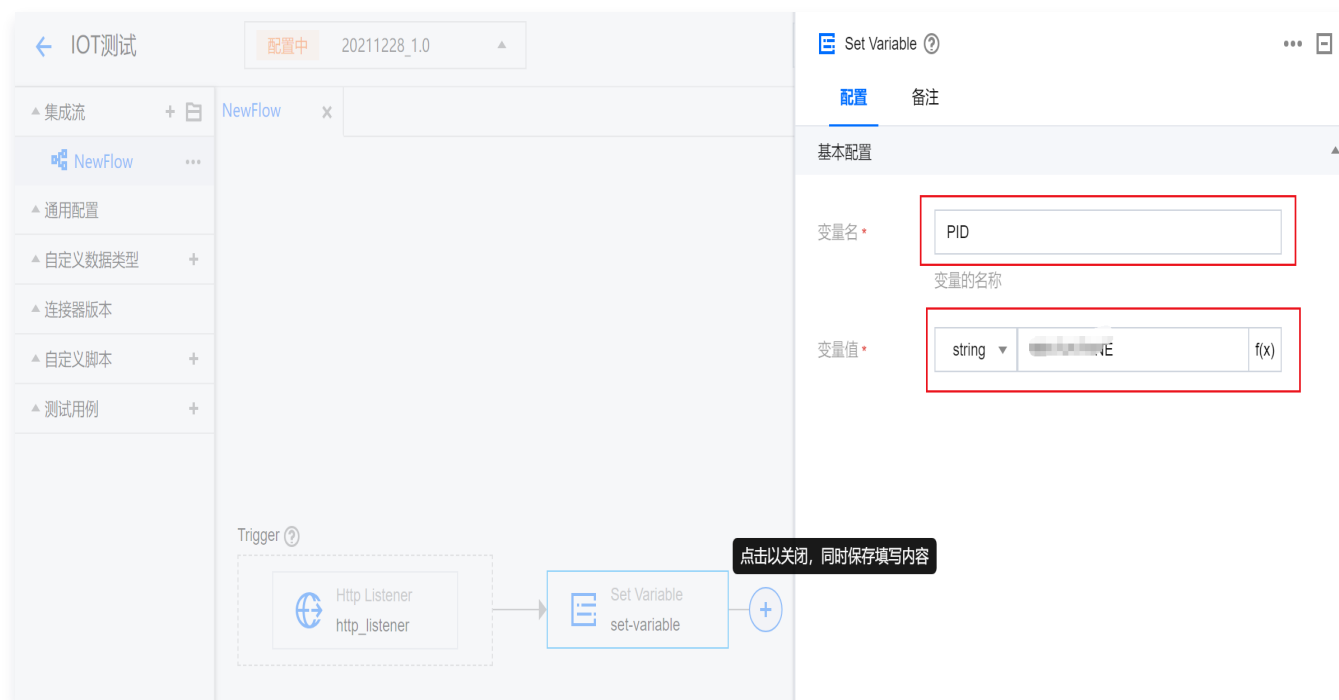 IOT测试
配置中 20211228_1.0
集成流
NewFlow
通用配置
自定义数据类型
连接器版本
自定义脚本
测试用例
NewFlow
Trigger
Http Listener
http_listener
Set Variable
set-variable
点击以关闭，同时保存填写内容
Set Variable
配置 备注
基本配置
变量名 * PID
变量的名称
变量值 * string NE f(x)